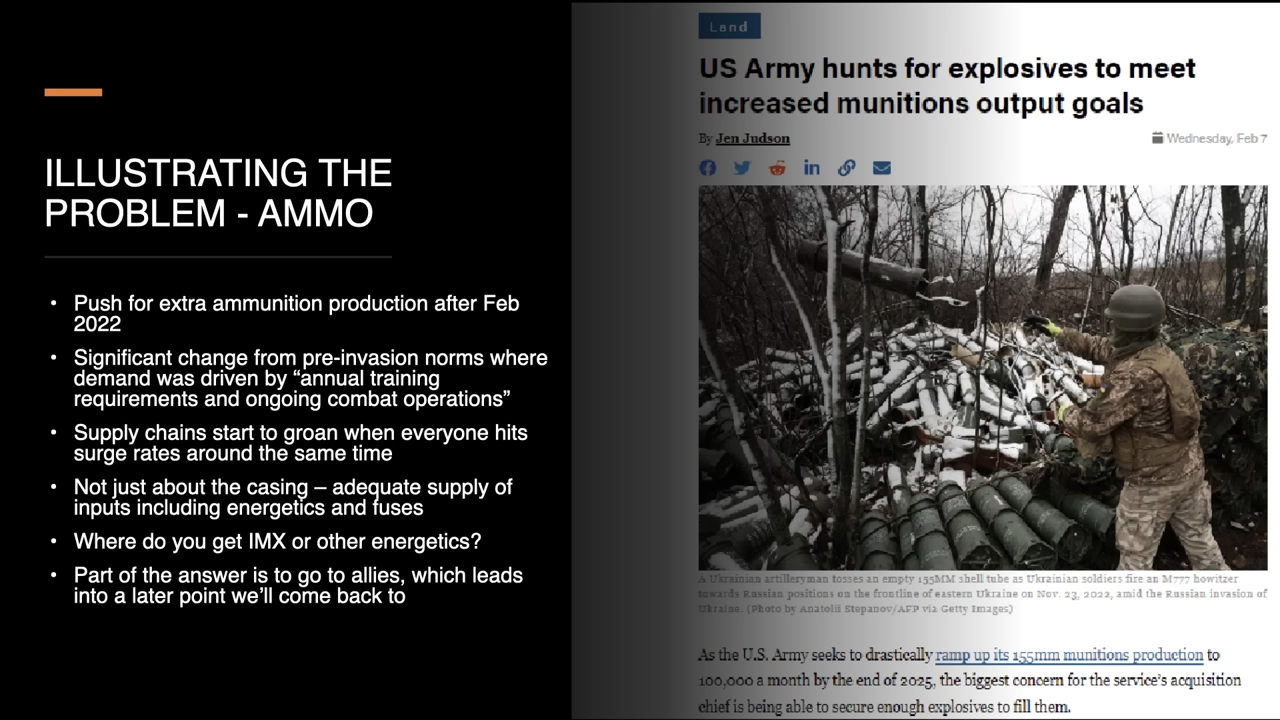 ILLUSTRATING THE
PROBLEM - AMMO
• Push for extra ammunition production after Feb
2022
• Significant change from pre-invasion norms where
demand was driven by “annual training
requirements and ongoing combat operations”
• Supply chains start to groan when everyone hits
surge rates around the same time
• Not just about the casing – adequate supply of
inputs including energetics and fuses
• Where do you get IMX or other energetics?
• Part of the answer is to go to allies, which leads
into a later point we’ll come back to
Land
US Army hunts for explosives to meet
increased munitions output goals
By Jen Judson
Wednesday, Feb 7
A Ukrainian artilleryman tosses an empty 155MM shell tube as Ukrainian soldiers fire an M777 howitzer
towards Russian positions on the frontline of eastern Ukraine on Nov. 23, 2022, amid the Russian invasion of
Ukraine. (Photo by Anatolii Stepanov/AFP via Getty Images)
As the U.S. Army seeks to drastically ramp up its 155mm munitions production to
100,000 a month by the end of 2025, the biggest concern for the service’s acquisition
chief is being able to secure enough explosives to fill them.